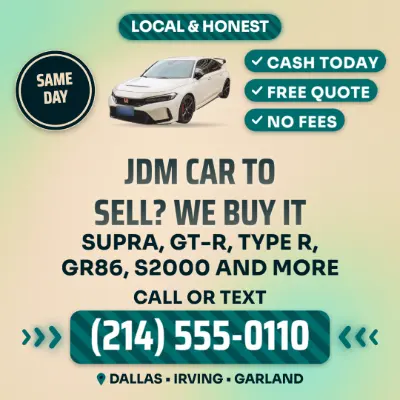 LOCAL & HONEST
SAME
DAY
✓ CASH TODAY
✓ FREE QUOTE
✓ NO FEES
JDM CAR TO
SELL? WE BUY IT
SUPRA, GT-R, TYPE R,
GR86, S2000 AND MORE
CALL OR TEXT
(214) 555-0110
DALLAS • IRVING • GARLAND